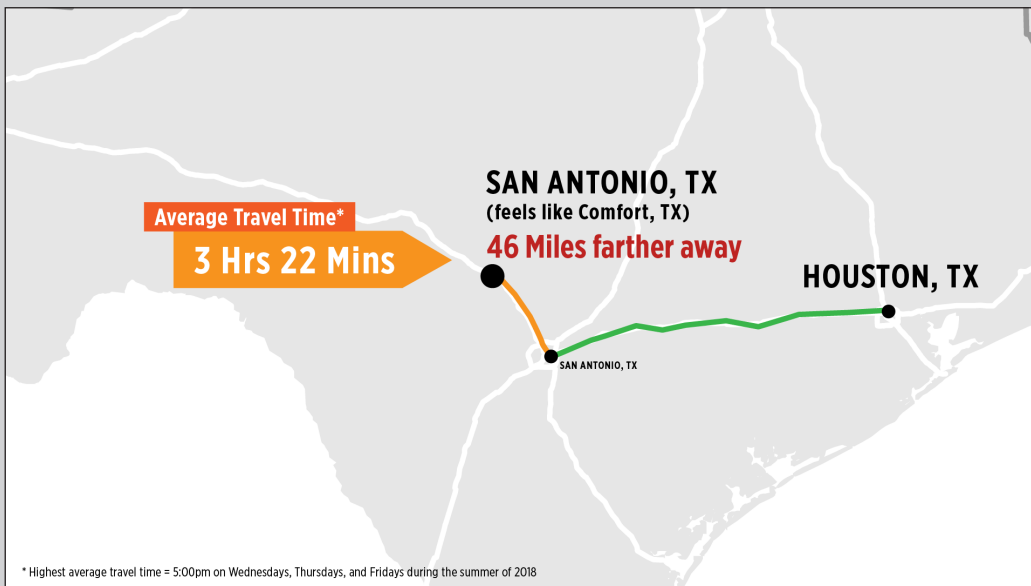 SAN ANTONIO, TX
(feels like Comfort, TX)
46 Miles farther away
Average Travel Time*
3 Hrs 22 Mins
HOUSTON, TX
SAN ANTONIO, TX
* Highest average travel time = 5:00pm on Wednesdays, Thursdays, and Fridays during the summer of 2018